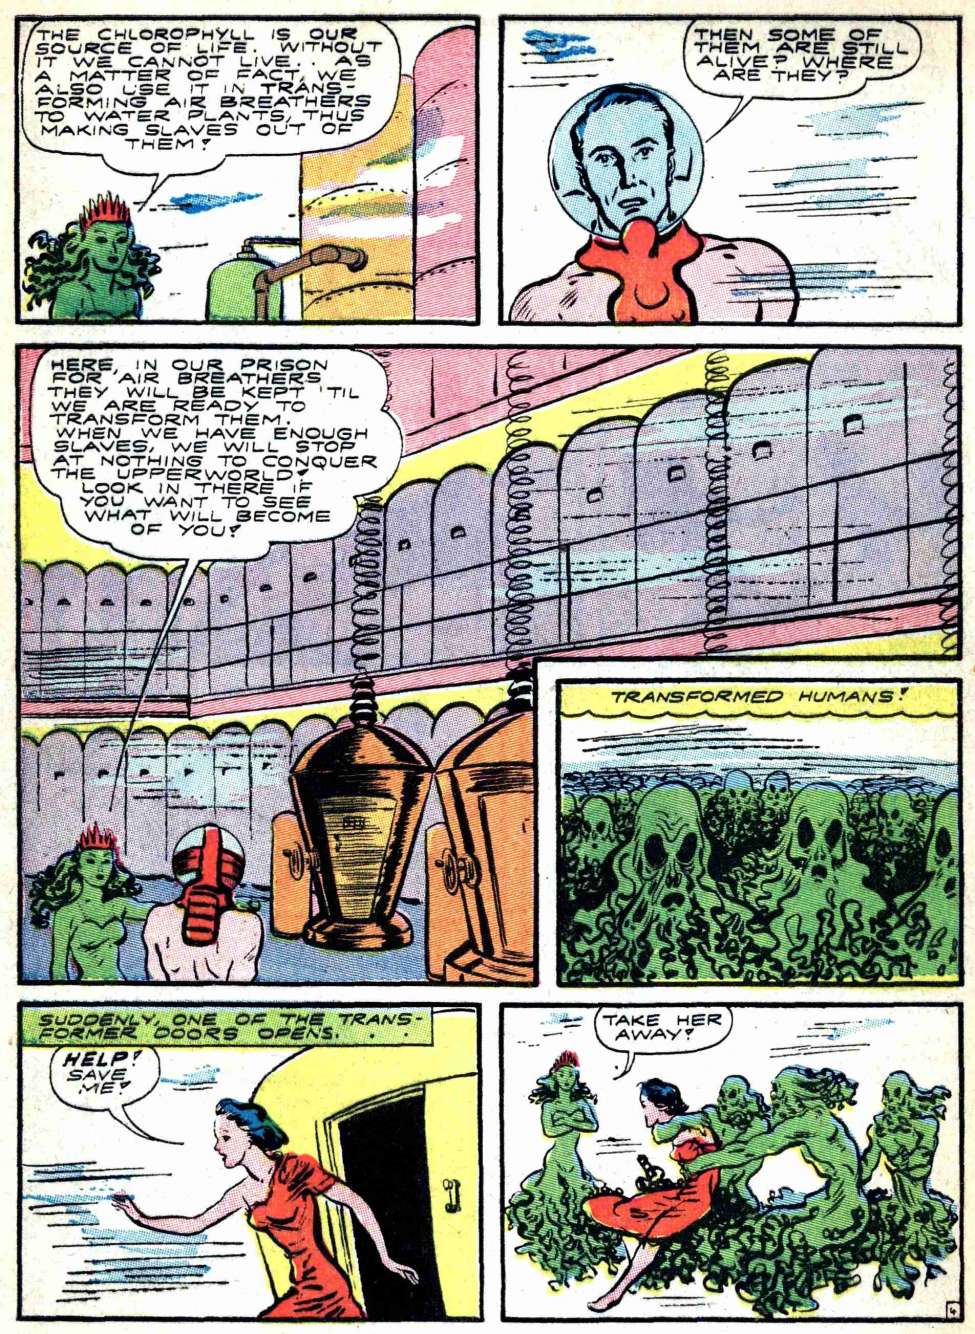 THE CHLOROPHYLL IS OUR
SOURCE OF LIFE. WITHOUT
IT WE CANNOT LIVE.. AS
A MATTER OF FACT, WE
ALSO USE IT IN TRANS-
FORMING AIR BREATHERS
TO WATER PLANTS, THUS
MAKING SLAVES OUT OF
THEM!
THEN SOME OF
THEM ARE STILL
ALIVE? WHERE
ARE THEY?
HERE, IN OUR PRISON
FOR AIR BREATHERS
THEY WILL BE KEPT 'TIL
WE ARE READY TO
TRANSFORM THEM.
WHEN WE HAVE ENOUGH
SLAVES, WE WILL STOP
AT NOTHING TO CONQUER
THE UPPERWORLD!
LOOK IN THERE IF
YOU WANT TO SEE
WHAT WILL BECOME
OF YOU!
TRANSFORMED HUMANS!
SUDDENLY, ONE OF THE TRANS-
FORMER DOORS OPENS. . .
HELP!
SAVE
ME!
TAKE HER
AWAY!
4